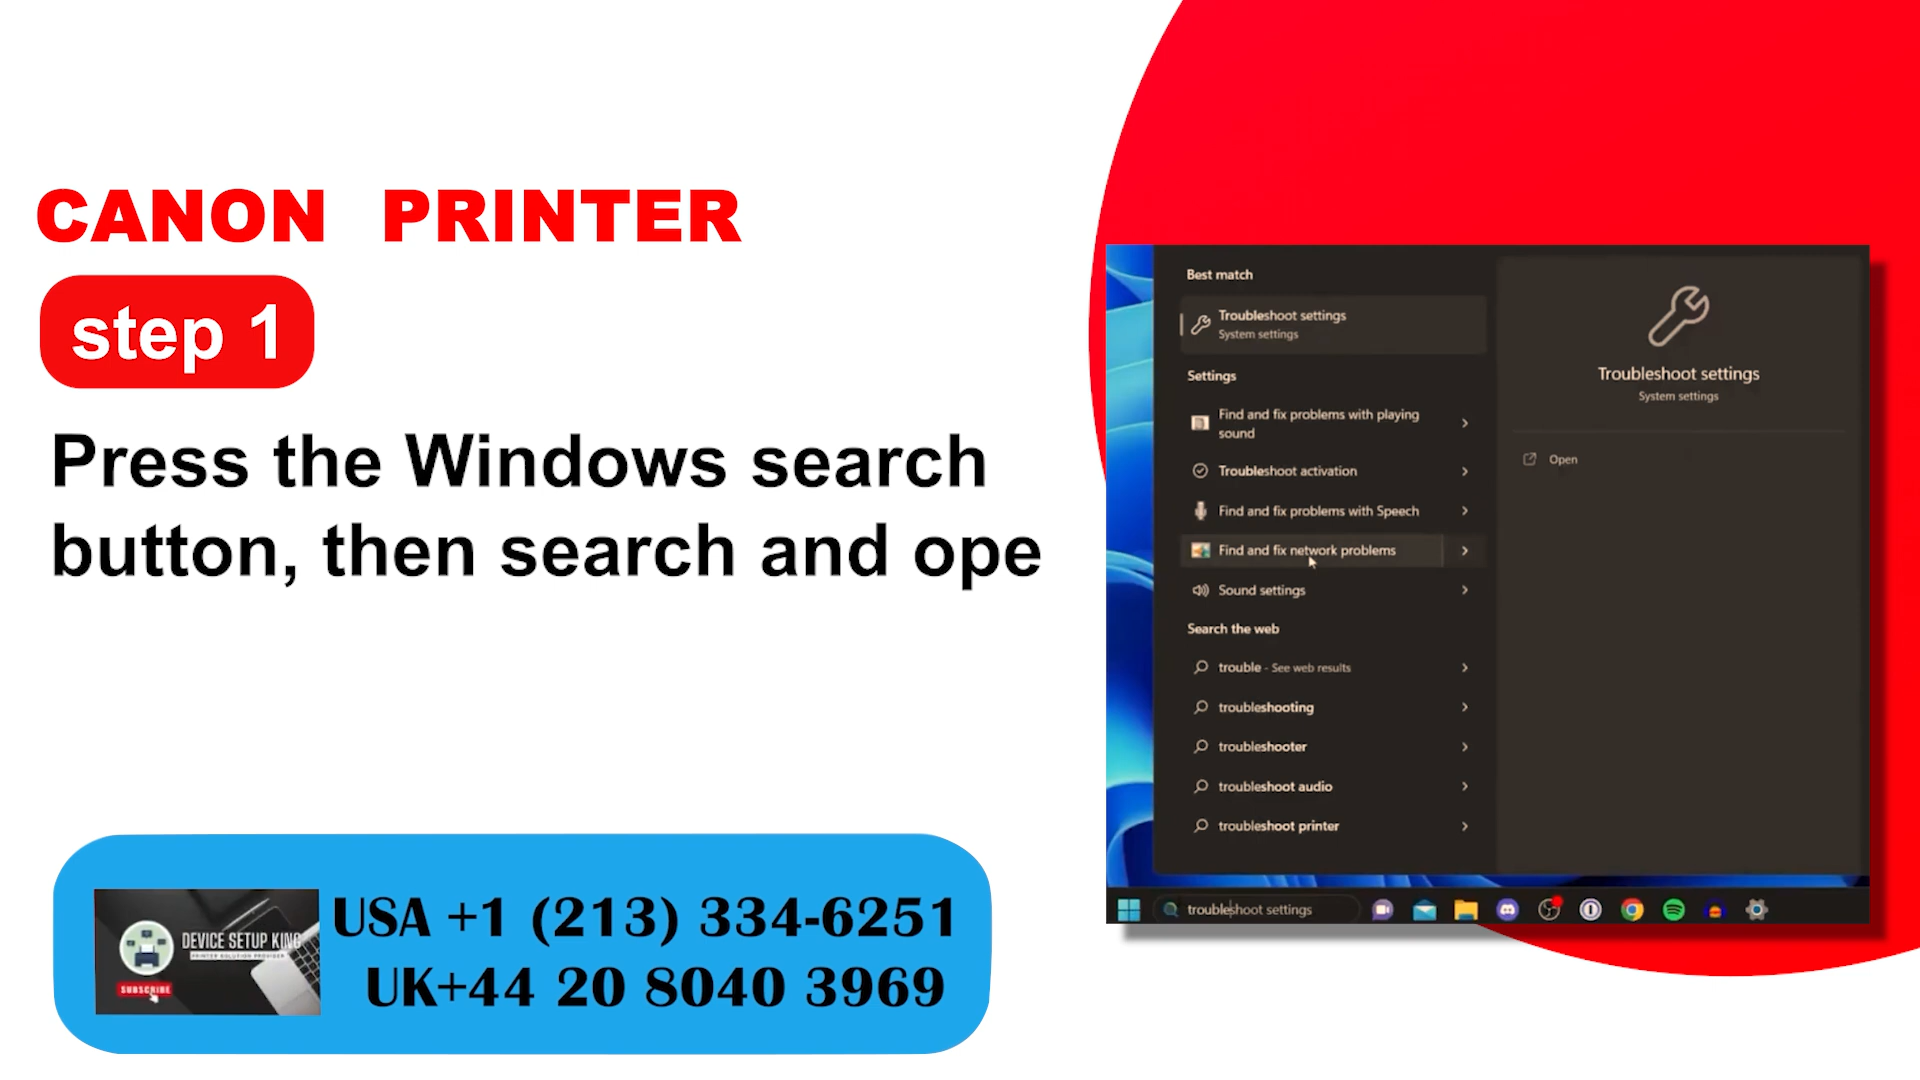 CANON PRINTER
step 1
Press the Windows search
button, then search and ope
DEVICE SETUP KING
PRINTER SOLUTION PROVIDER
SUBSCRIBE
USA +1 (213) 334-6251
UK+44 20 8040 3969
Best match
Troubleshoot settings
System settings
Settings
Find and fix problems with playing
sound
Troubleshoot activation
Find and fix problems with Speech
Find and fix network problems
Sound settings
Search the web
trouble - See web results
troubleshooting
troubleshooter
troubleshoot audio
troubleshoot printer
Troubleshoot settings
System settings
Open
troubleshoot settings